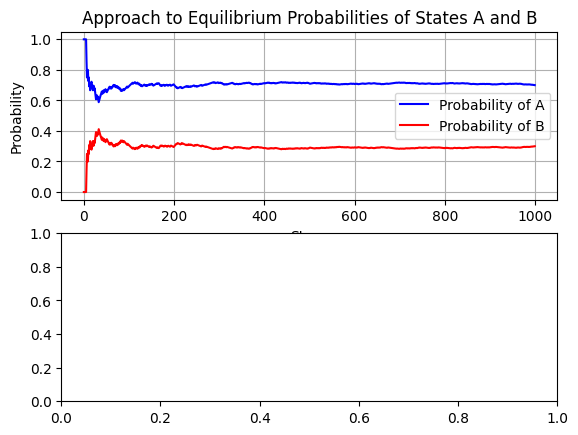 Approach to Equilibrium Probabilities of States A and B
1.0
0.8
0.6
0.4
0.2
0.0
Probability
Probability of A
Probability of B
0 200 400 600 800 1000
1.0
0.8
0.6
0.4
0.2
0.0
0.0 0.2 0.4 0.6 0.8 1.0